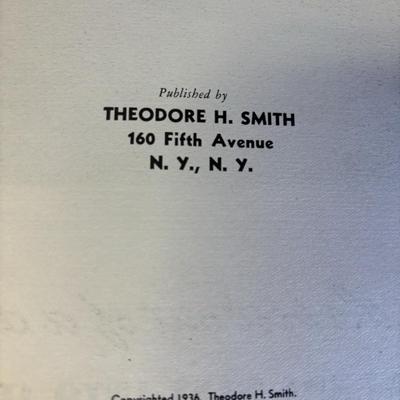 Published by
THEODORE H. SMITH
160 Fifth Avenue
N. Y., N. Y.
Copyrighted 1936, Theodore H. Smith.